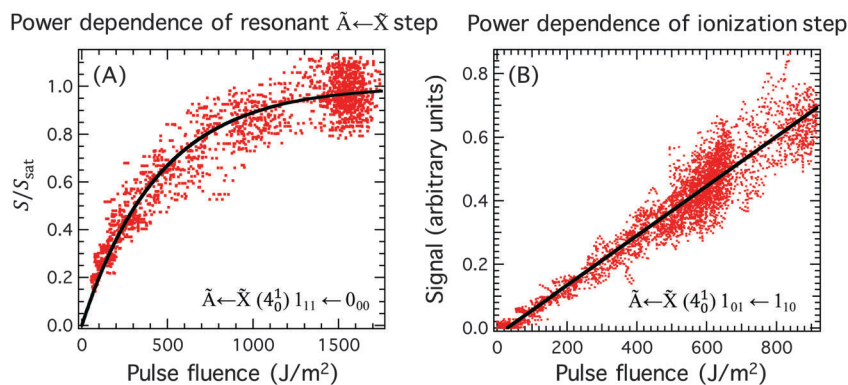 Power dependence of resonant Ã←X̃ step
Power dependence of ionization step
(A)
1.0
0.8
0.6
0.4
0.2
0.0
S/S_sat
Ã←X̃ (4¹₀) 1₁₁ ← 0₀₀
0 500 1000 1500
Pulse fluence (J/m²)
(B)
0.8
0.6
0.4
0.2
0.0
Signal (arbitrary units)
Ã←X̃ (4¹₀) 1₀₁ ← 1₁₀
0 200 400 600 800
Pulse fluence (J/m²)